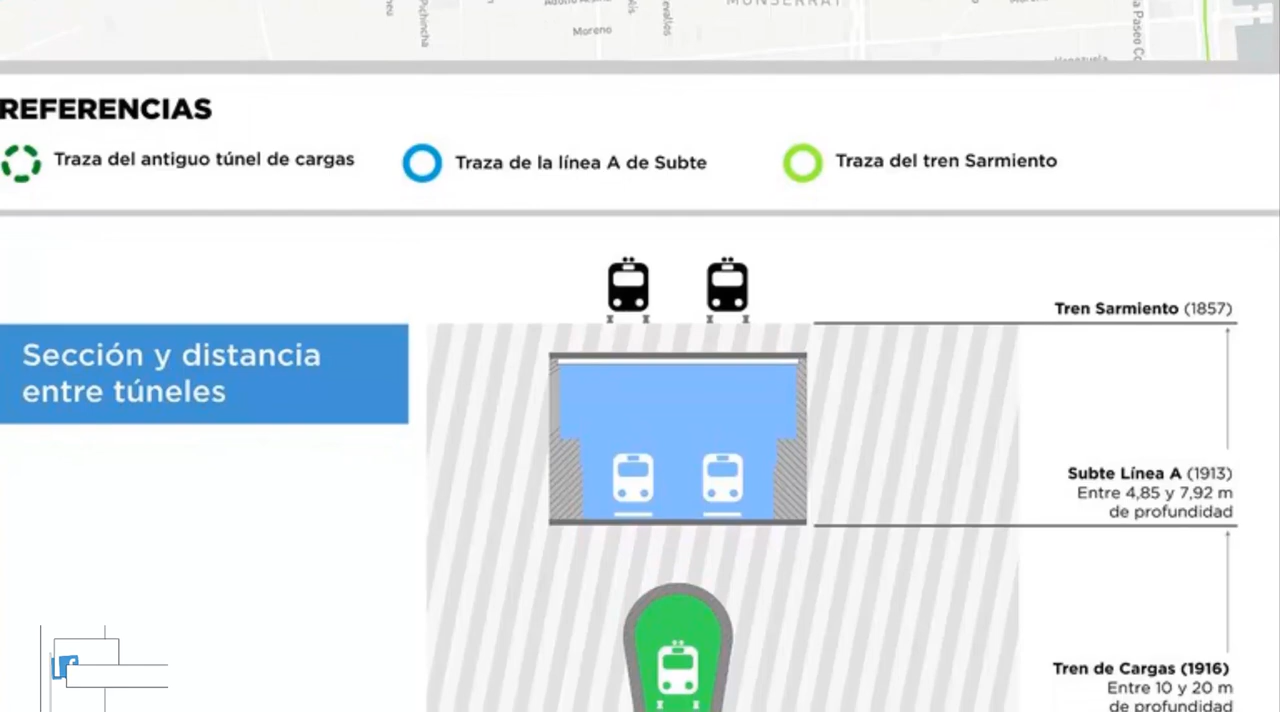 MONSERRAT
Pichincha
Moreno
REFERENCIAS
Traza del antiguo túnel de cargas
Traza de la línea A de Subte
Traza del tren Sarmiento
Tren Sarmiento (1857)
Sección y distancia
entre túneles
Subte Línea A (1913)
Entre 4,85 y 7,92 m
de profundidad
Tren de Cargas (1916)
Entre 10 y 20 m
de profundidad